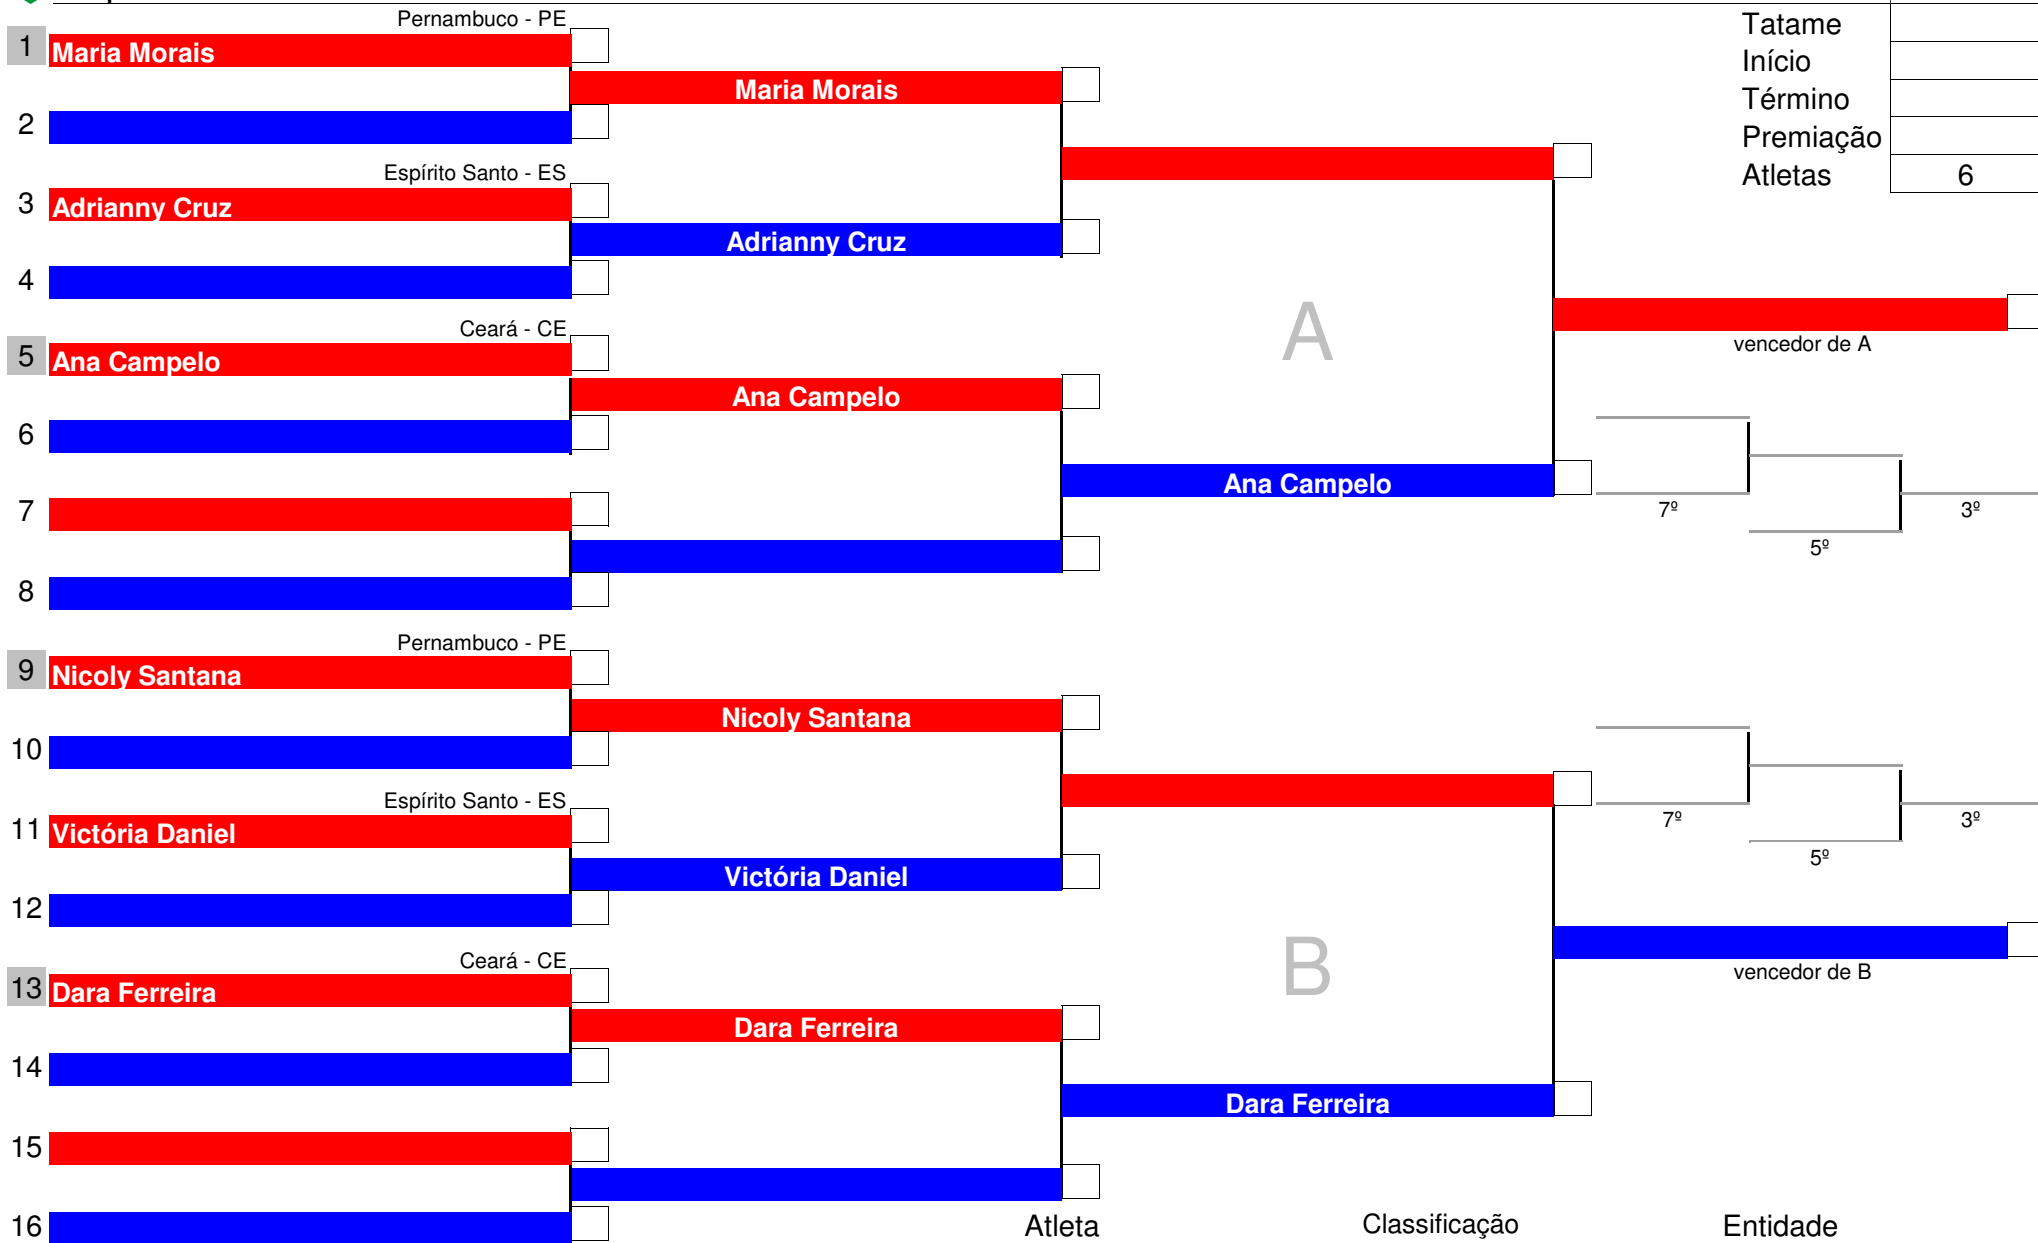 Pernambuco - PE
1 Maria Morais
Maria Morais
2
Espírito Santo - ES
3 Adrianny Cruz
Adrianny Cruz
4
Ceará - CE
5 Ana Campelo
Ana Campelo
6
Ana Campelo
7
8
Pernambuco - PE
9 Nicoly Santana
Nicoly Santana
10
Espírito Santo - ES
11 Victória Daniel
Victória Daniel
12
Ceará - CE
13 Dara Ferreira
Dara Ferreira
14
Dara Ferreira
15
16
A
B
Tatame
Início
Término
Premiação
Atletas 6
vencedor de A
7º
3º
5º
7º
3º
5º
vencedor de B
Atleta Classificação Entidade